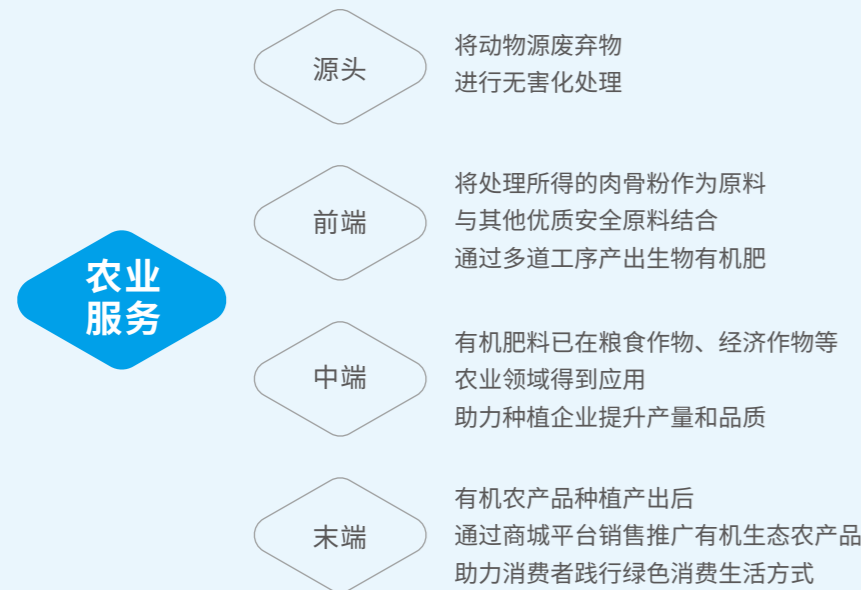 农业
服务
源头
将动物源废弃物
进行无害化处理
前端
将处理所得的肉骨粉作为原料
与其他优质安全原料结合
通过多道工序产出生物有机肥
中端
有机肥料已在粮食作物、经济作物等
农业领域得到应用
助力种植企业提升产量和品质
末端
有机农产品种植产出后
通过商城平台销售推广有机生态农产品
助力消费者践行绿色消费生活方式